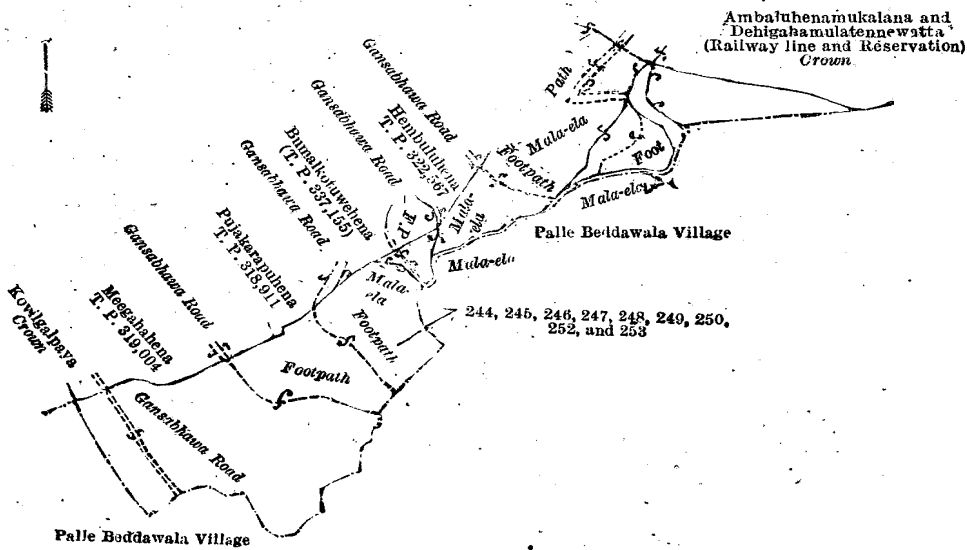 Ambaluhenamukalana and
Dehigahamulatennewatta
(Railway line and Reservation)
Crown
Path
Gansabhawa Road
Hembuluhena
T. P. 322,567
Gansabhawa Road
Bumalkotuwehena
(T. P. 337,155)
Gansabhawa Road
Mala-ela
Footpath
Foot
Mala-ela
F.P.
Mala-
ela
Palle Beddawala Village
Mala-ela
Pujakarapuhena
T. P. 318,911
Gansabhawa Road
Mala-
ela
Footpath
244, 245, 246, 247, 248, 249, 250,
252, and 253
Meegahahena
T. P. 319,004
Kowilgalpaya
Crown
Footpath
Gansabhawa Road
Palle Beddawala Village